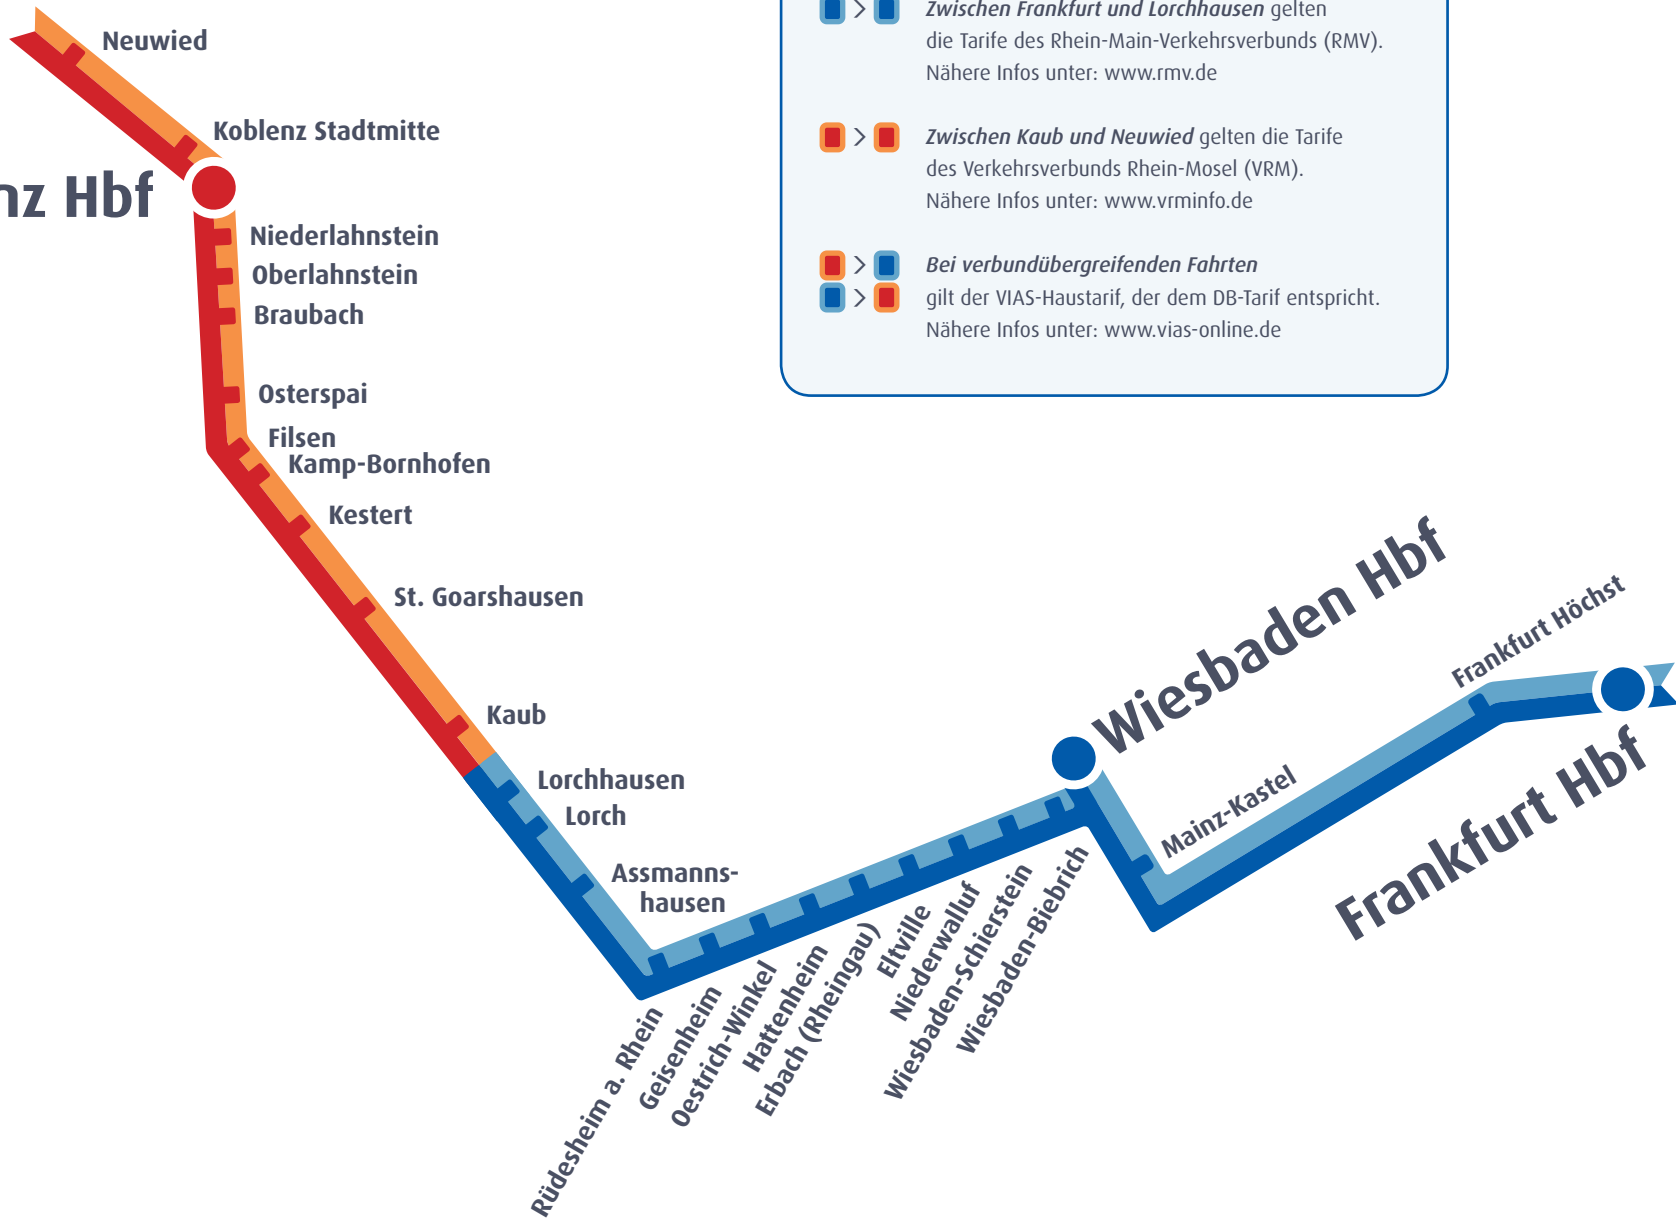 Zwischen Frankfurt und Lorchhausen gelten
die Tarife des Rhein-Main-Verkehrsverbunds (RMV).
Nähere Infos unter: www.rmv.de
Zwischen Kaub und Neuwied gelten die Tarife
des Verkehrsverbunds Rhein-Mosel (VRM).
Nähere Infos unter: www.vrminfo.de
Bei verbundübergreifenden Fahrten
gilt der VIAS-Haustarif, der dem DB-Tarif entspricht.
Nähere Infos unter: www.vias-online.de
Neuwied
Koblenz Stadtmitte
nz Hbf
Niederlahnstein
Oberlahnstein
Braubach
Osterspai
Filsen
Kamp-Bornhofen
Kestert
St. Goarshausen
Kaub
Lorchhausen
Lorch
Assmanns-
hausen
Rüdesheim a. Rhein
Geisenheim
Oestrich-Winkel
Hattenheim
Erbach (Rheingau)
Eltville
Niederwalluf
Wiesbaden-Schierstein
Wiesbaden-Biebrich
Wiesbaden Hbf
Mainz-Kastel
Frankfurt Höchst
Frankfurt Hbf